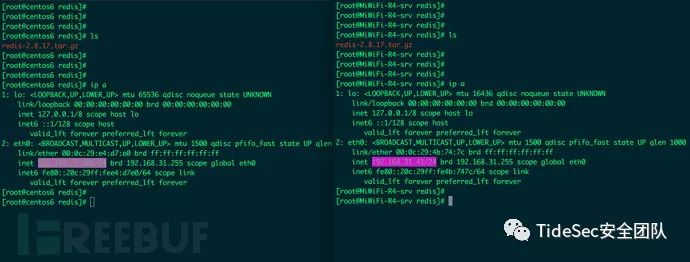 [root@centos6 redis]#
[root@centos6 redis]# ls
redis-2.8.17.tar.gz
[root@centos6 redis]#
[root@centos6 redis]#
[root@centos6 redis]#
[root@centos6 redis]# ip a
1: lo: <LOOPBACK,UP,LOWER_UP> mtu 65536 qdisc noqueue state UNKNOWN
link/loopback 00:00:00:00:00:00 brd 00:00:00:00:00:00
inet 127.0.0.1/8 scope host lo
inet6 ::1/128 scope host
valid_lft forever preferred_lft forever
2: eth0: <BROADCAST,MULTICAST,UP,LOWER_UP> mtu 1500 qdisc pfifo_fast state UP qlen
link/ether 00:0c:29:e4:d7:e0 brd ff:ff:ff:ff:ff:ff
inet brd 192.168.31.255 scope global eth0
inet6 fe80::20c:29ff:fee4:d7e0/64 scope link
valid_lft forever preferred_lft forever
[root@centos6 redis]#
[root@centos6 redis]#
[root@MiWiFi-R4-srv redis]#
[root@MiWiFi-R4-srv redis]#
[root@MiWiFi-R4-srv redis]# ls
redis-2.8.17.tar.gz
[root@MiWiFi-R4-srv redis]#
[root@MiWiFi-R4-srv redis]#
[root@MiWiFi-R4-srv redis]#
[root@MiWiFi-R4-srv redis]# ip a
1: lo: <LOOPBACK,UP,LOWER_UP> mtu 16436 qdisc noqueue state UNKNOWN
link/loopback 00:00:00:00:00:00 brd 00:00:00:00:00:00
inet 127.0.0.1/8 scope host lo
inet6 ::1/128 scope host
valid_lft forever preferred_lft forever
2: eth0: <BROADCAST,MULTICAST,UP,LOWER_UP> mtu 1500 qdisc pfifo_fast state UP qlen 1000
link/ether 00:0c:29:4b:74:7c brd ff:ff:ff:ff:ff:ff
inet 192.168.31.41/24 brd 192.168.31.255 scope global eth0
inet6 fe80::20c:29ff:fe4b:747c/64 scope link
valid_lft forever preferred_lft forever
[root@MiWiFi-R4-srv redis]#
[root@MiWiFi-R4-srv redis]#
FREEBUF
TideSec安全团队